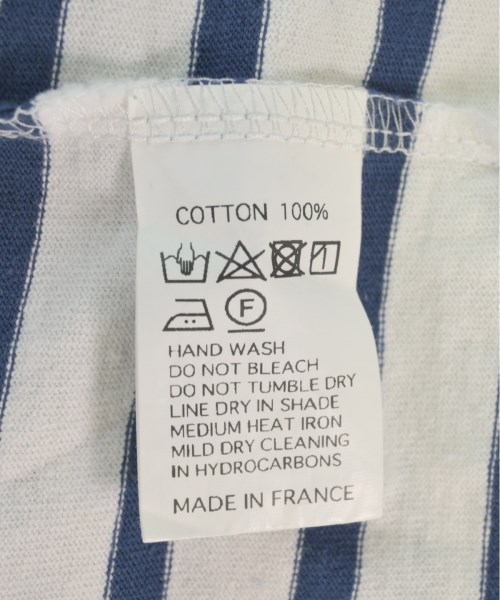 COTTON 100%
F
HAND WASH
DO NOT BLEACH
DO NOT TUMBLE DRY
LINE DRY IN SHADE
MEDIUM HEAT IRON
MILD DRY CLEANING
IN HYDROCARBONS
MADE IN FRANCE